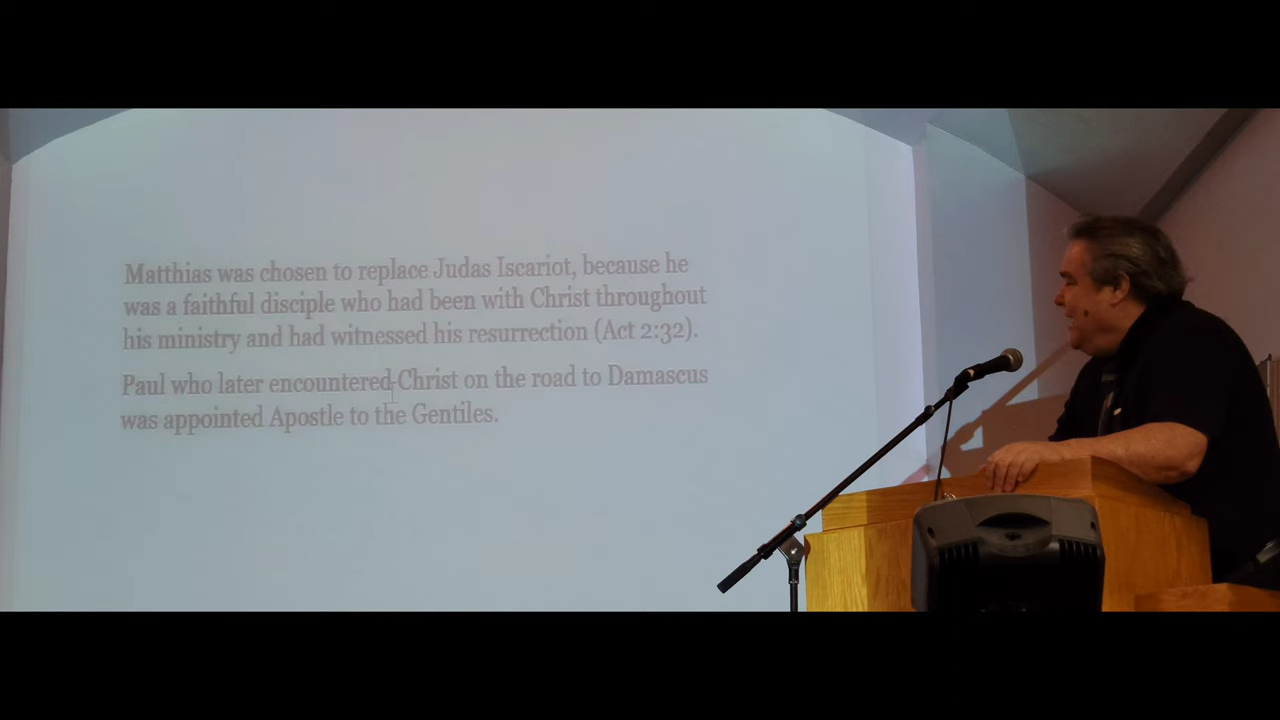 Matthias was chosen to replace Judas Iscariot, because he
was a faithful disciple who had been with Christ throughout
his ministry and had witnessed his resurrection (Act 2:32).
Paul who later encountered Christ on the road to Damascus
was appointed Apostle to the Gentiles.